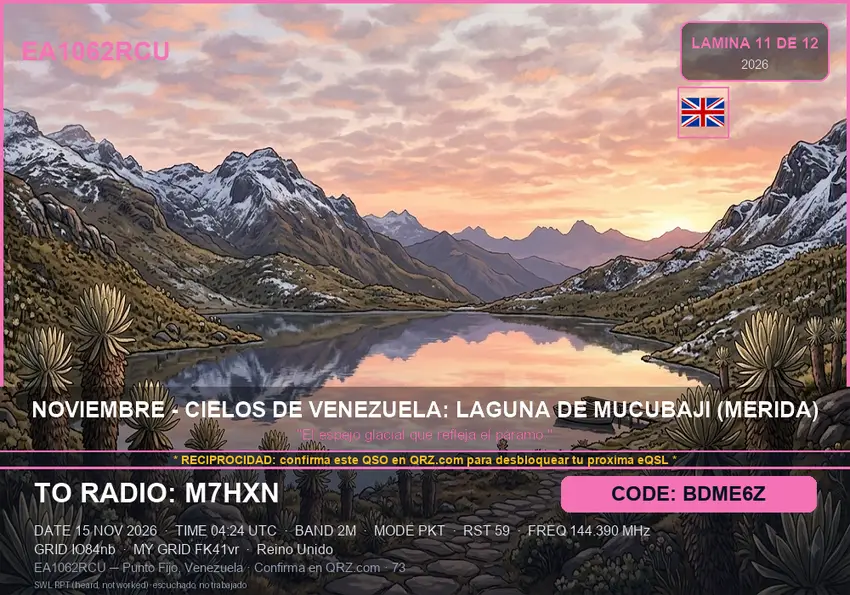 EA1062RCU
LAMINA 11 DE 12
2026
NOVIEMBRE - CIELOS DE VENEZUELA: LAGUNA DE MUCUBAJI (MERIDA)
"El espejo glacial que refleja el paramo."
* RECIPROCIDAD: confirma este QSO en QRZ.com para desbloquear tu proxima eQSL *
TO RADIO: M7HXN
CODE: BDME6Z
DATE 15 NOV 2026 · TIME 04:24 UTC · BAND 2M · MODE PKT · RST 59 · FREQ 144.390 MHz
GRID IO84nb · MY GRID FK41vr · Reino Unido
EA1062RCU — Punto Fijo, Venezuela · Confirma en QRZ.com · 73
SWL RPT (heard, not worked) · escuchado, no trabajado